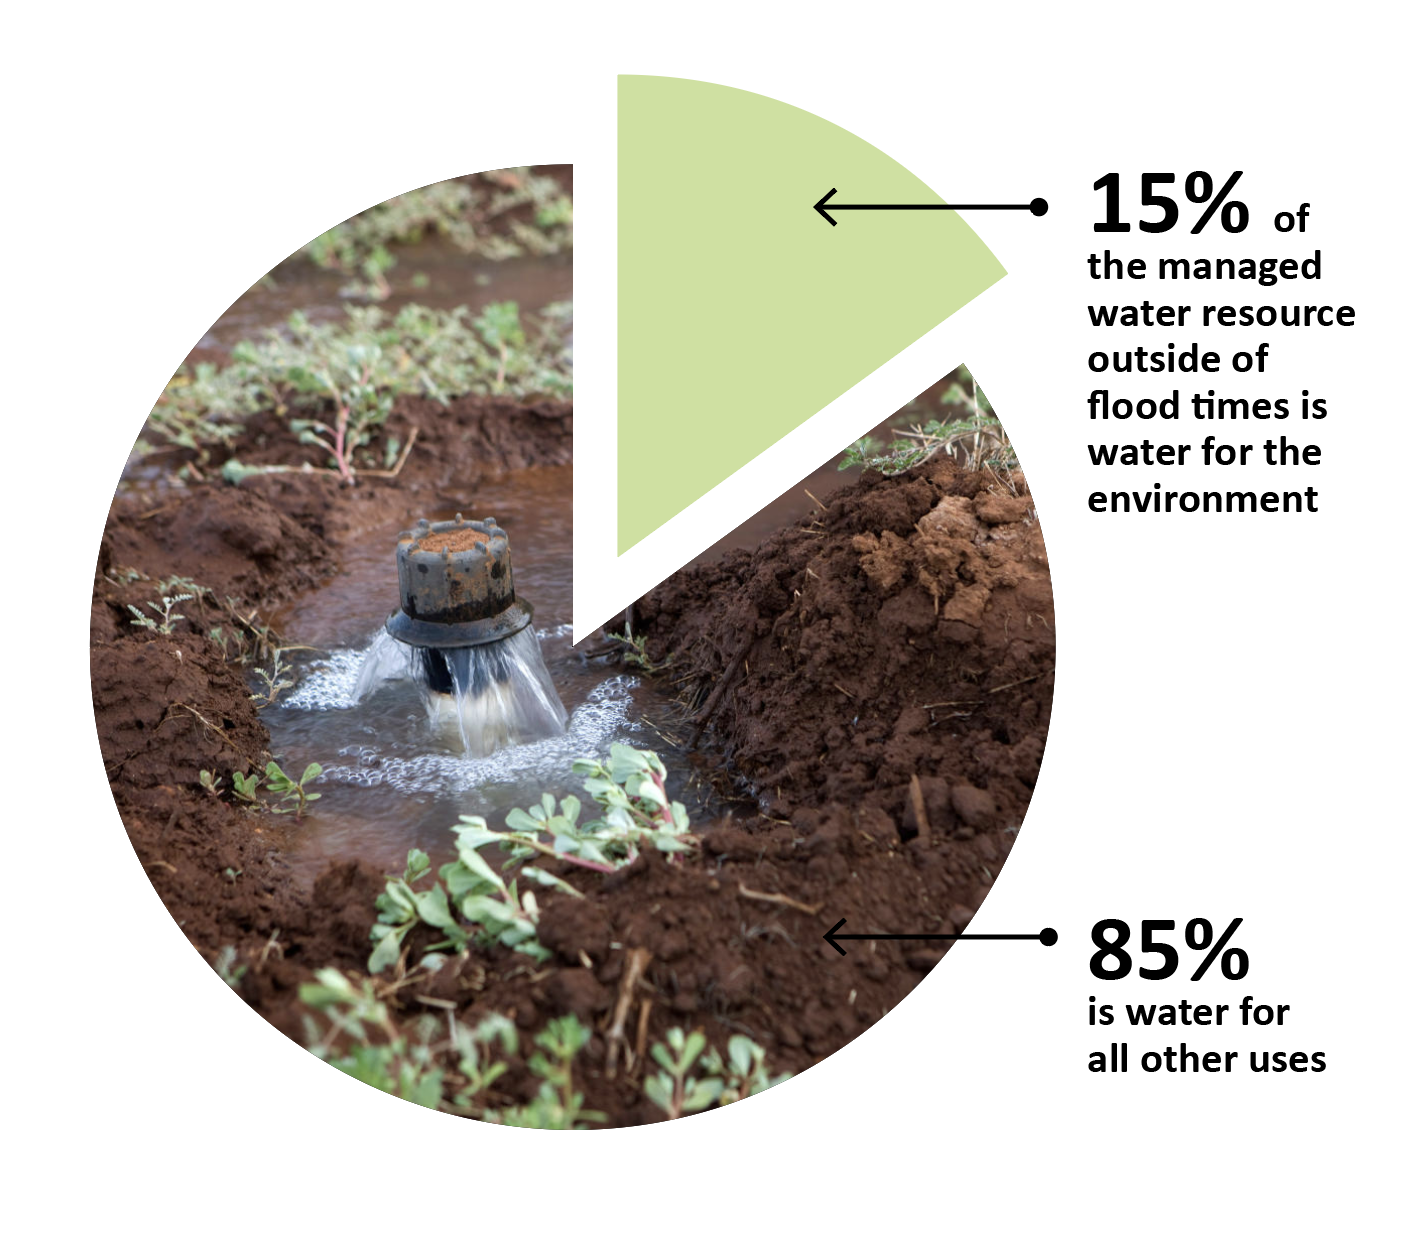 15% of
the managed
water resource
outside of
flood times is
water for the
environment
85%
is water for
all other uses